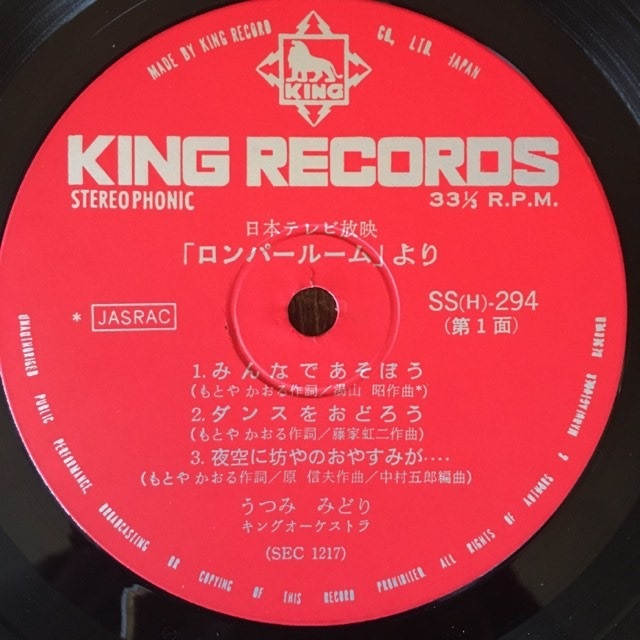 MADE BY KING RECORD CO., LTD. JAPAN
KING
KING RECORDS
STEREOPHONIC
33⅓ R.P.M.
日本テレビ放映
「ロンパールーム」より
* JASRAC
SS(H)-294
(第1面)
1. みんなであそぼう
(もとや かおる作詞/湯山 昭作曲*)
2. ダンスをおどろう
(もとや かおる作詞/藤家虹二作曲)
3. 夜空に坊やのおやすみが‥‥
(もとや かおる作詞/原 信夫作曲/中村五郎編曲)
うつみ みどり
キングオーケストラ
(SEC 1217)
UNAUTHORISED PUBLIC PERFORMANCE, BROADCASTING OR COPYING OF THIS RECORD PROHIBITED ALL RIGHTS OF AUTHORS & MANUFACTURER RESERVED